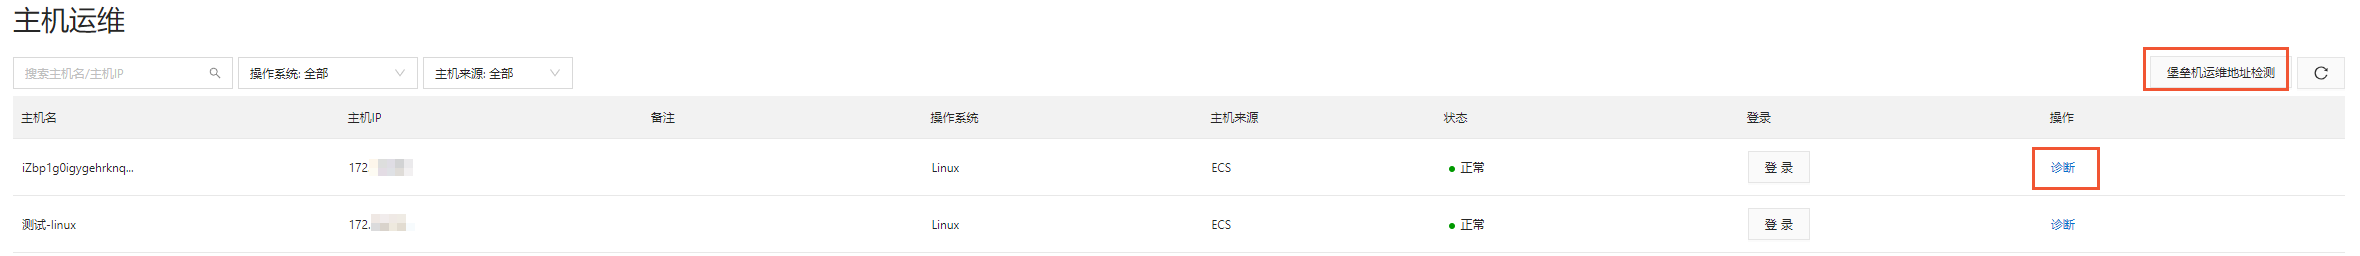 主机运维
搜索主机名/主机IP 操作系统: 全部 主机来源: 全部 堡垒机运维地址检测
主机名 主机IP 备注 操作系统 主机来源 状态 登录 操作
iZbp1g0igygehrknq... 172 Linux ECS 正常 登 录 诊断
测试-linux 172. Linux ECS 正常 登 录 诊断